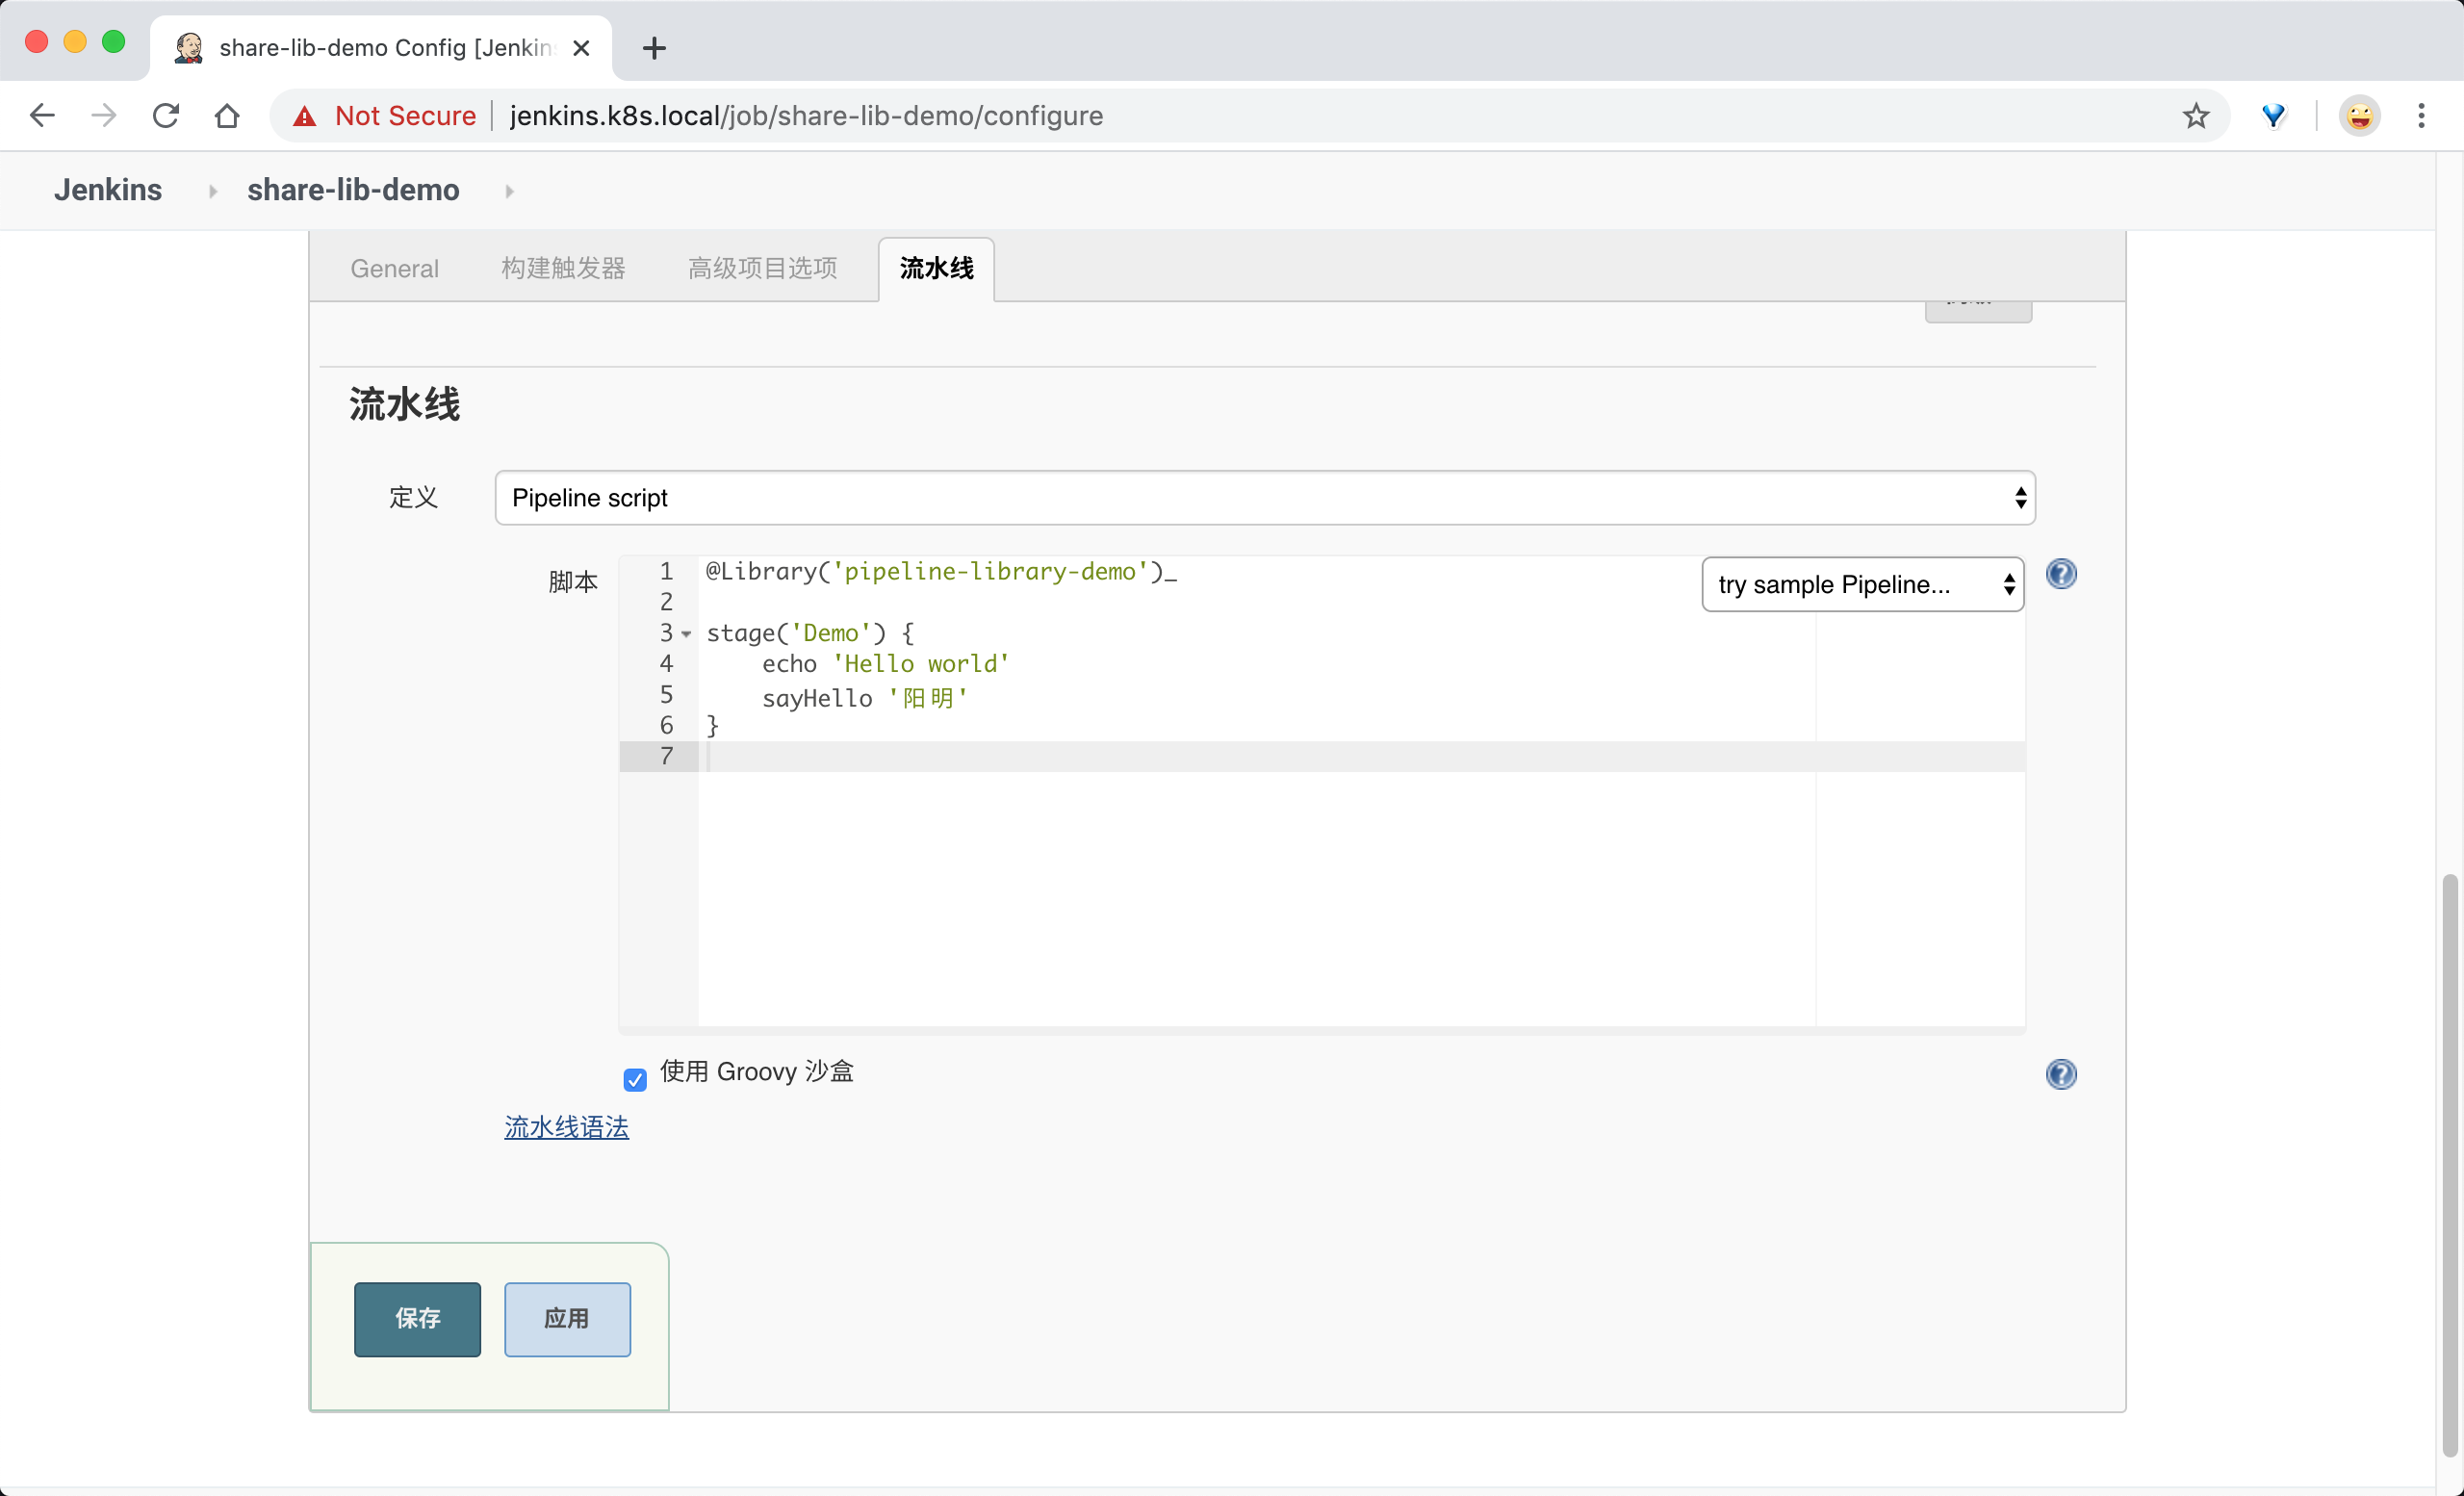 share-lib-demo Config [Jenkin
Not Secure
jenkins.k8s.local/job/share-lib-demo/configure
Jenkins
share-lib-demo
General
构建触发器
高级项目选项
流水线
流水线
定义
Pipeline script
脚本
try sample Pipeline...
1 @Library('pipeline-library-demo')_
2
3 stage('Demo') {
4 echo 'Hello world'
5 sayHello '阳明'
6 }
7
使用 Groovy 沙盒
流水线语法
保存
应用